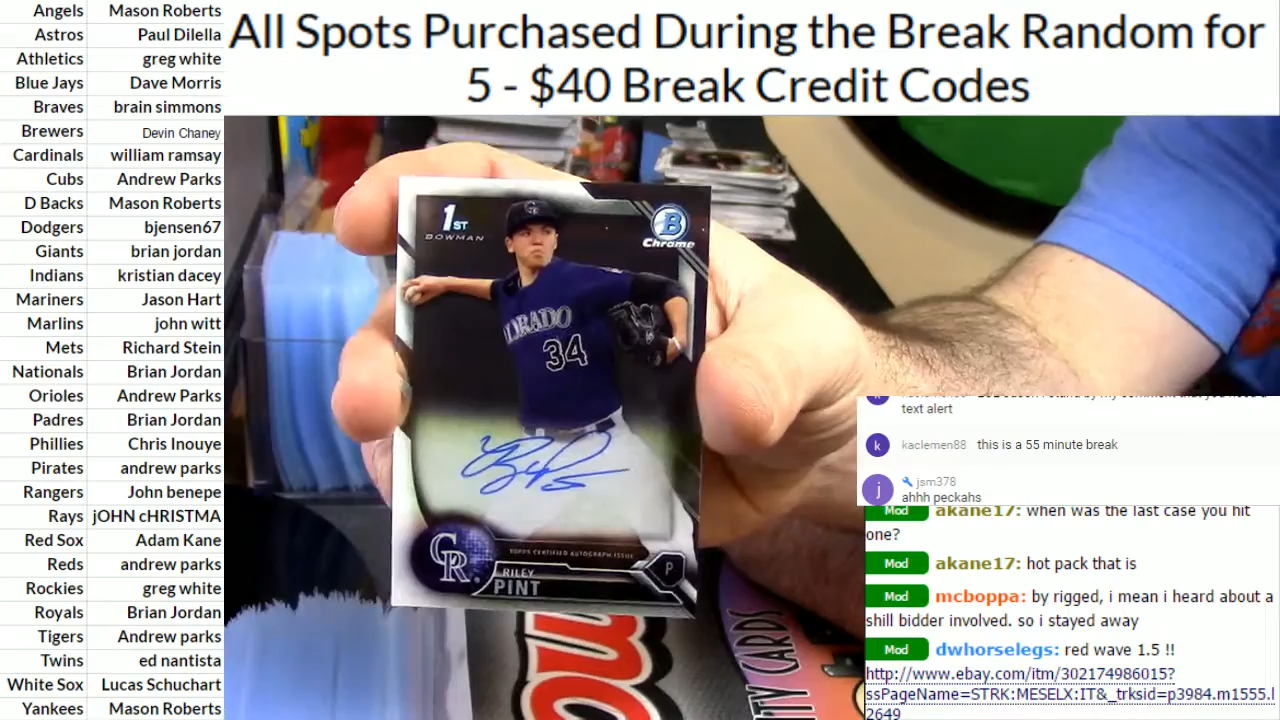 All Spots Purchased During the Break Random for
5 - $40 Break Credit Codes
Angels Mason Roberts
Astros Paul Dilella
Athletics greg white
Blue Jays Dave Morris
Braves brain simmons
Brewers Devin Chaney
Cardinals william ramsay
Cubs Andrew Parks
D Backs Mason Roberts
Dodgers bjensen67
Giants brian jordan
Indians kristian dacey
Mariners Jason Hart
Marlins john witt
Mets Richard Stein
Nationals Brian Jordan
Orioles Andrew Parks
Padres Brian Jordan
Phillies Chris Inouye
Pirates andrew parks
Rangers John benepe
Rays jOHN cHRISTMA
Red Sox Adam Kane
Reds andrew parks
Rockies greg white
Royals Brian Jordan
Tigers Andrew parks
Twins ed nantista
White Sox Lucas Schuchart
Yankees Mason Roberts
1ST
BOWMAN
B
Chrome
34
TOPPS CERTIFIED AUTOGRAPH ISSUE
CR
RILEY
PINT
P
CARDS
text alert
k kaclemen88 this is a 55 minute break
j jsm378
ahhh peckahs
Mod akane17: when was the last case you hit
one?
Mod akane17: hot pack that is
Mod mcboppa: by rigged, i mean i heard about a
shill bidder involved. so i stayed away
Mod dwhorselegs: red wave 1.5 !!
http://www.ebay.com/itm/302174986015?
ssPageName=STRK:MESELX:IT&_trksid=p3984.m1555.l
2649